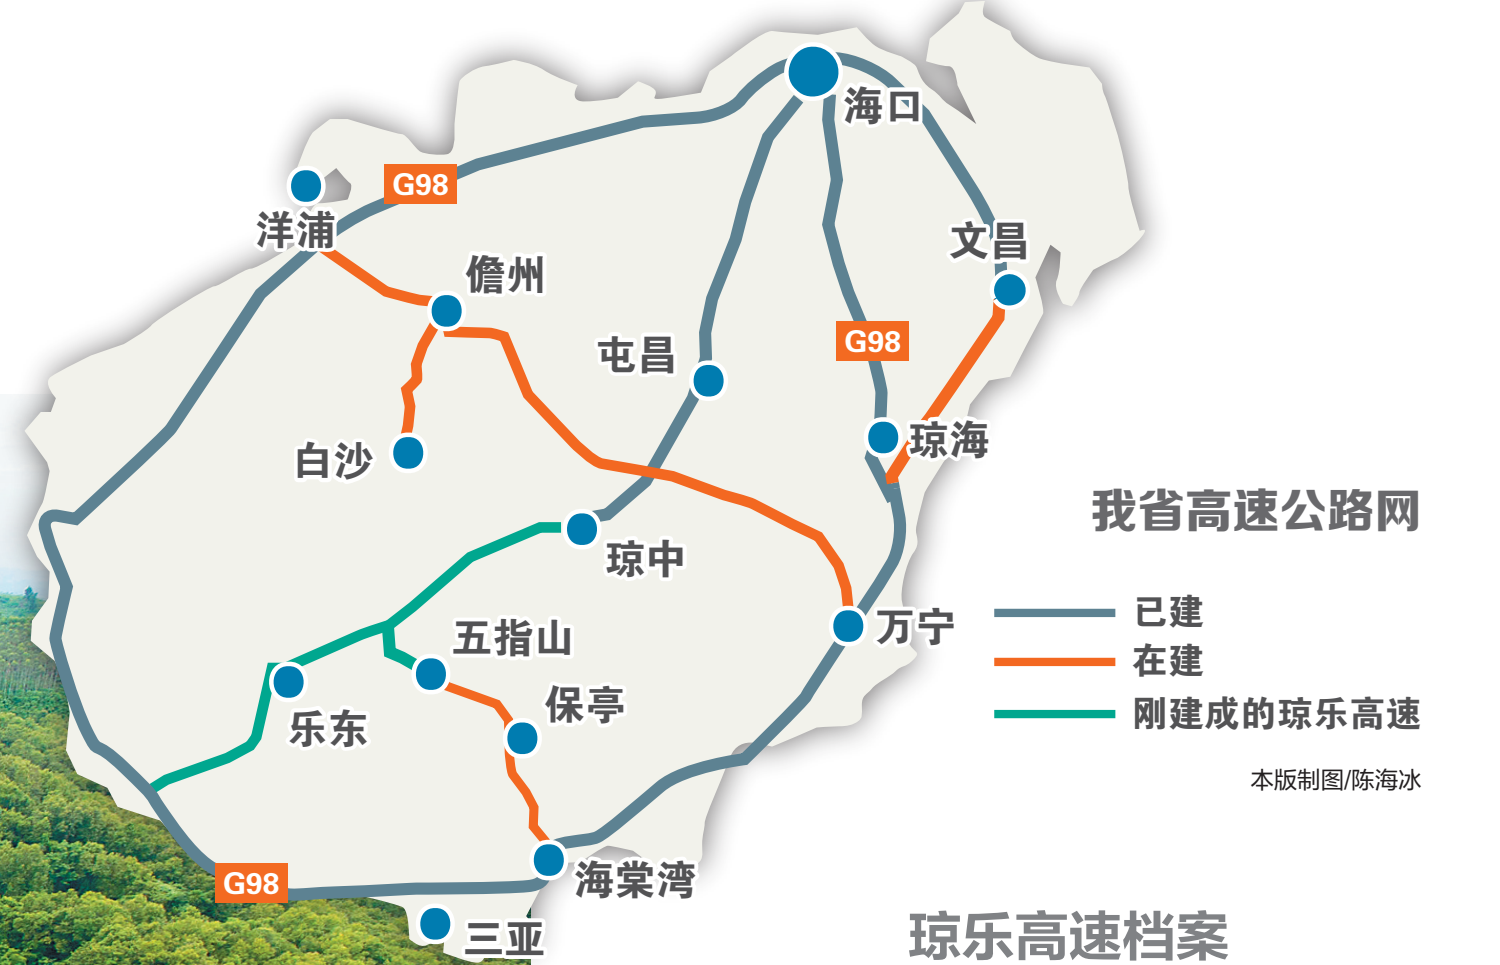 海口
G98
洋浦
文昌
儋州
G98
屯昌
琼海
白沙
我省高速公路网
琼中
已建
万宁
五指山
在建
保亭
刚建成的琼乐高速
乐东
本版制图/陈海冰
G98
海棠湾
三亚
琼乐高速档案